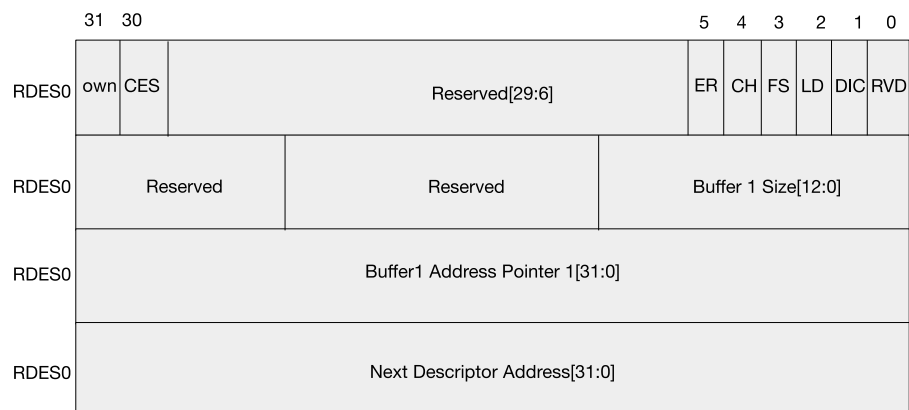 31 30 5 4 3 2 1 0
RDES0 own CES Reserved[29:6] ER CH FS LD DIC RVD
RDES0 Reserved Reserved Buffer 1 Size[12:0]
RDES0 Buffer1 Address Pointer 1[31:0]
RDES0 Next Descriptor Address[31:0]